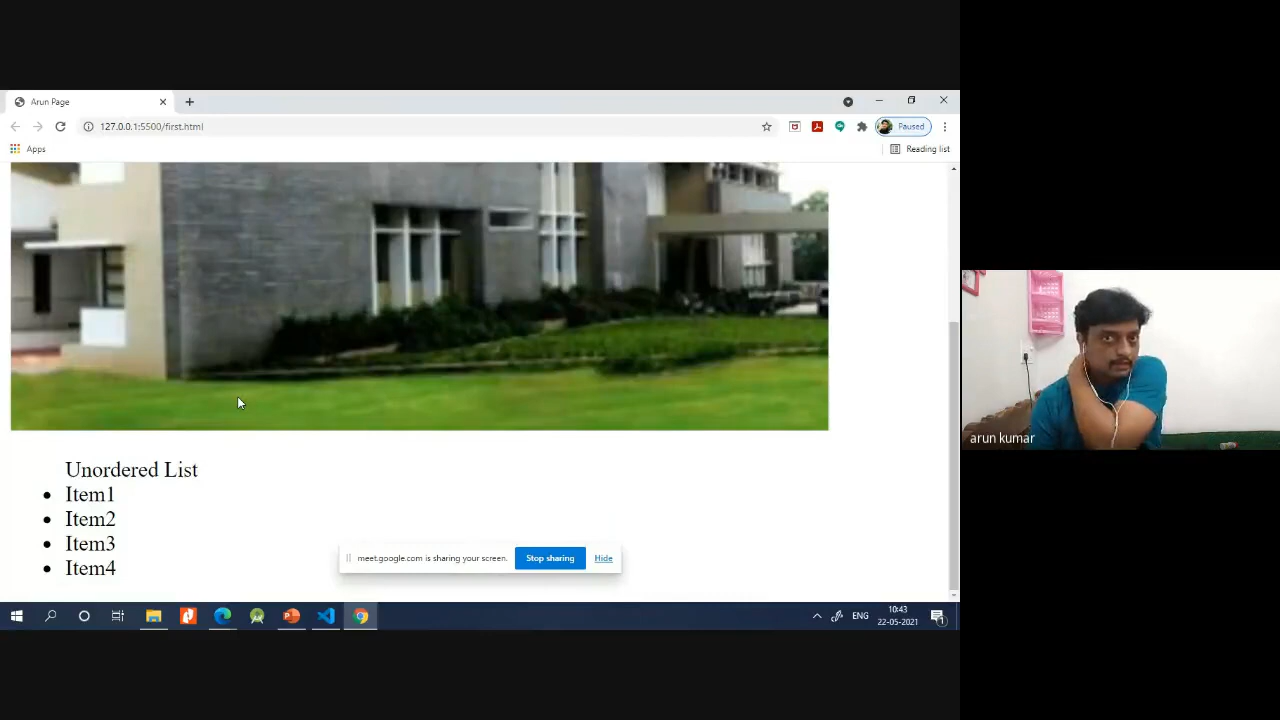 Arun Page
127.0.0.1:5500/first.html
Paused
Apps
Reading list
Unordered List
Item1
Item2
Item3
Item4
meet.google.com is sharing your screen.
Stop sharing
Hide
ENG
10:43
22-05-2021
1
arun kumar